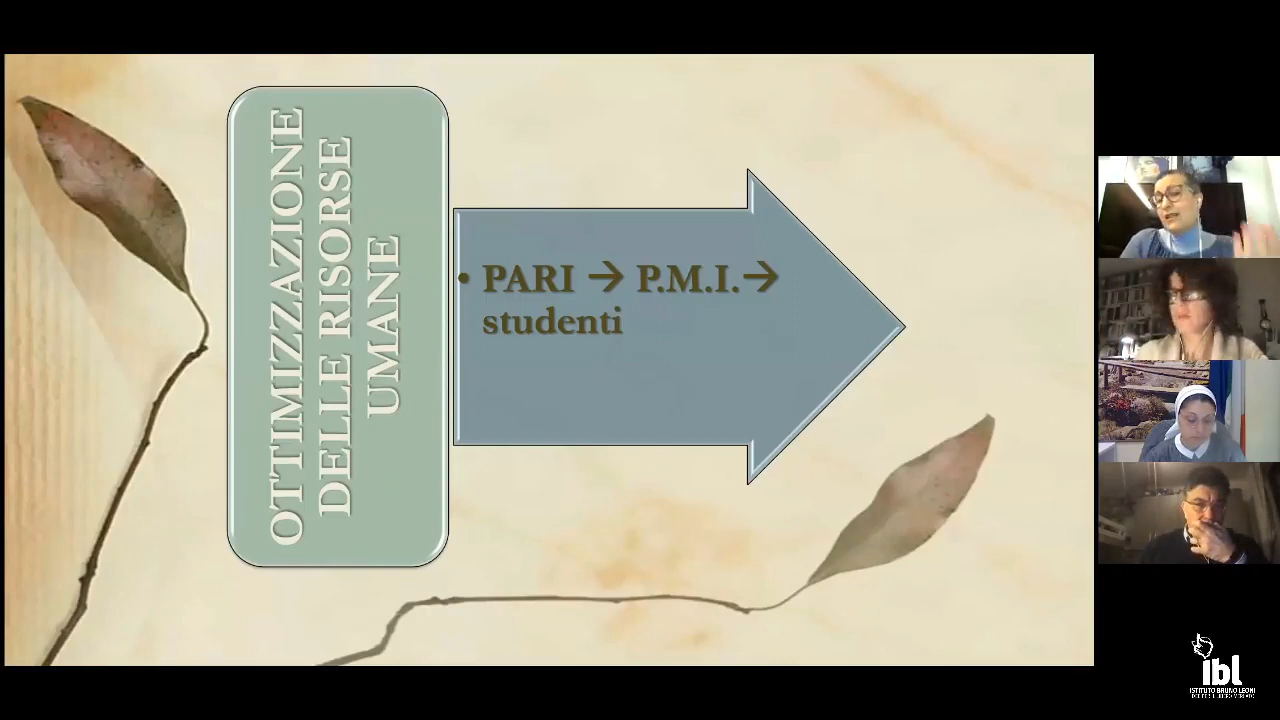 OTTIMIZZAZIONE
DELLE RISORSE
UMANE
• PARI → P.M.I.→
studenti
ibl
ISTITUTO BRUNO LEONI